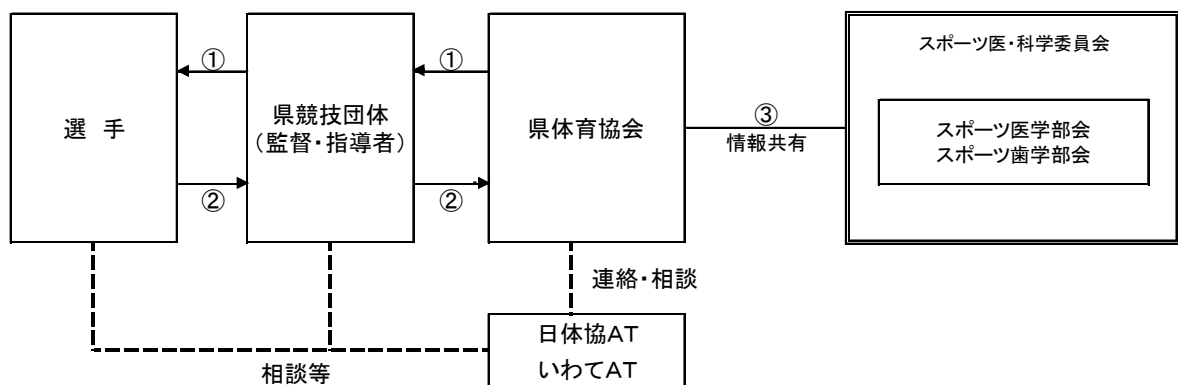 スポーツ医・科学委員会
①
①
選 手
県競技団体
(監督・指導者)
県体育協会
③
情報共有
スポーツ医学部会
スポーツ歯学部会
②
②
連絡・相談
日体協AT
いわてAT
相談等